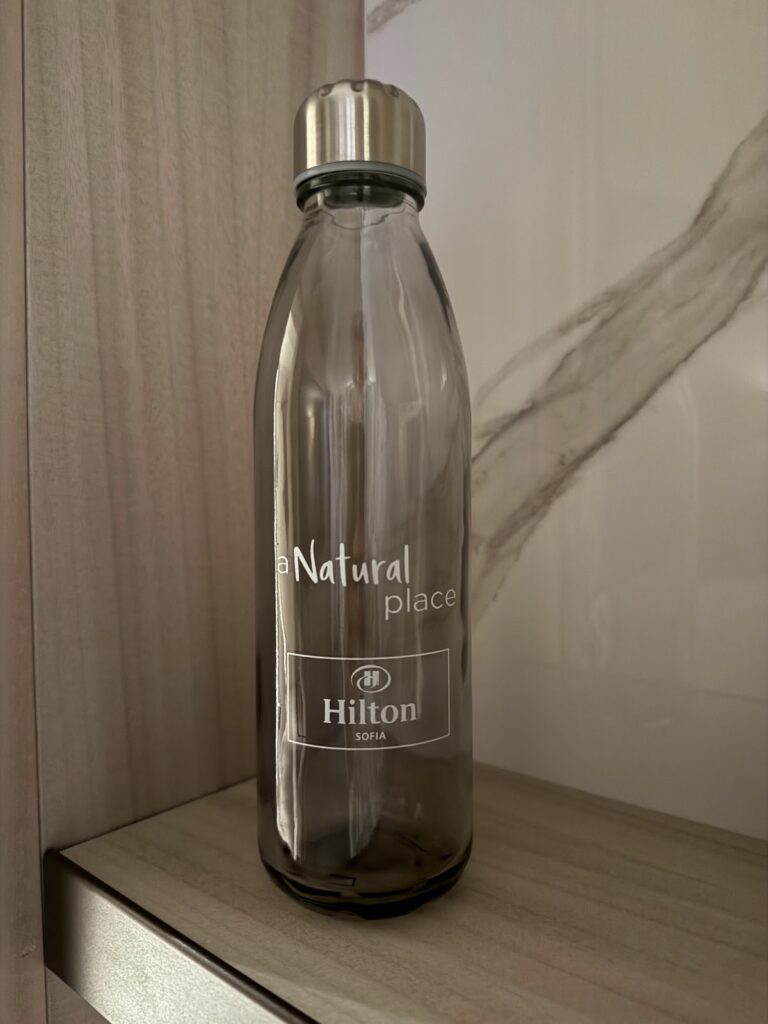 a Natural
place
Hilton
SOFIA